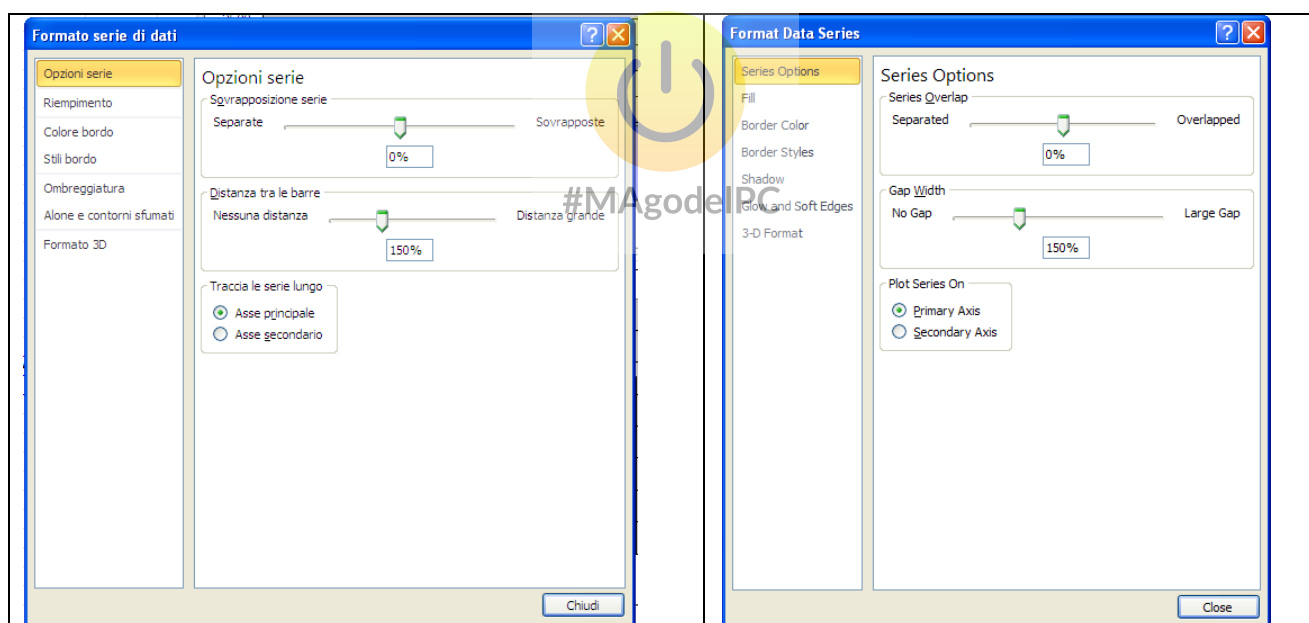 Formato serie di dati
Opzioni serie
Riempimento
Colore bordo
Stili bordo
Ombreggiatura
Alone e contorni sfumati
Formato 3D
Opzioni serie
Sovrapposizione serie
Separate Sovrapposte
0%
Distanza tra le barre
Nessuna distanza Distanza grande
150%
Traccia le serie lungo
Asse principale
Asse secondario
Chiudi
#MAgodelPC
Format Data Series
Series Options
Fill
Border Color
Border Styles
Shadow
Glow and Soft Edges
3-D Format
Series Options
Series Overlap
Separated Overlapped
0%
Gap Width
No Gap Large Gap
150%
Plot Series On
Primary Axis
Secondary Axis
Close